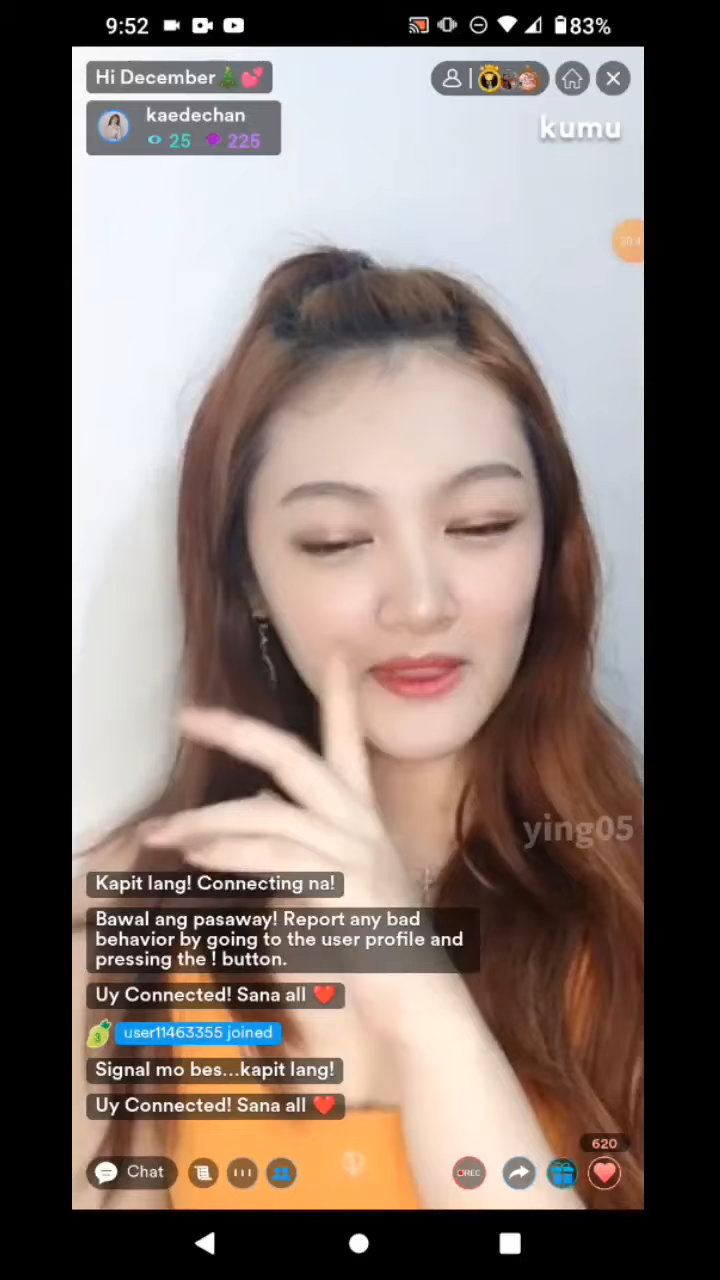 9:52
83%
Hi December🎄💕
kaedechan
25 225
kumu
ying05
Kapit lang! Connecting na!
Bawal ang pasaway! Report any bad
behavior by going to the user profile and
pressing the ! button.
Uy Connected! Sana all ❤️
3 user11463355 joined
Signal mo bes...kapit lang!
Uy Connected! Sana all ❤️
620
Chat
REC